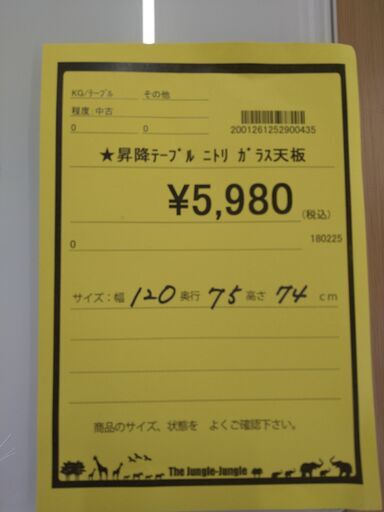 KG/ﾃｰﾌﾞﾙ その他
程度:中古
0 0
2001261252900435
★昇降ﾃｰﾌﾞﾙ ニトリ ｶﾞﾗｽ天板
¥5,980(税込)
0 180225
サイズ:幅 120 奥行 75 高さ 74 cm
商品のサイズ、状態を よくご確認下さい。
The Jungle-Jungle